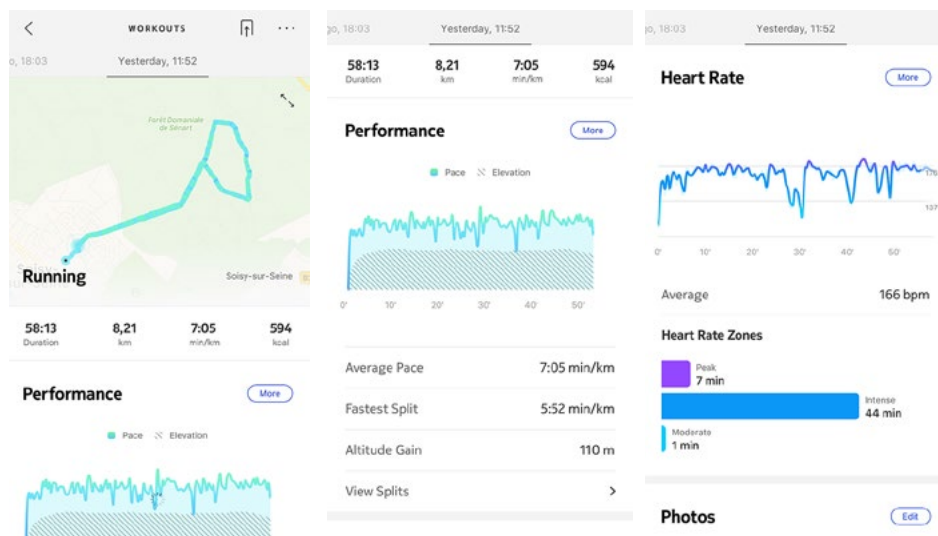 WORKOUTS
o, 18:03 Yesterday, 11:52
Forêt Domaniale
de Sénart
Running
Soisy-sur-Seine
58:13 8,21 7:05 594
Duration km min/km kcal
Performance More
Pace Elevation
go, 18:03 Yesterday, 11:52
58:13 8,21 7:05 594
Duration km min/km kcal
Performance More
Pace Elevation
0' 10' 20' 30' 40' 50'
Average Pace 7:05 min/km
Fastest Split 5:52 min/km
Altitude Gain 110 m
View Splits
go, 18:03 Yesterday, 11:52
Heart Rate More
176
137
0' 10' 20' 30' 40' 50'
Average 166 bpm
Heart Rate Zones
Peak
7 min
Intense
44 min
Moderate
1 min
Photos Edit